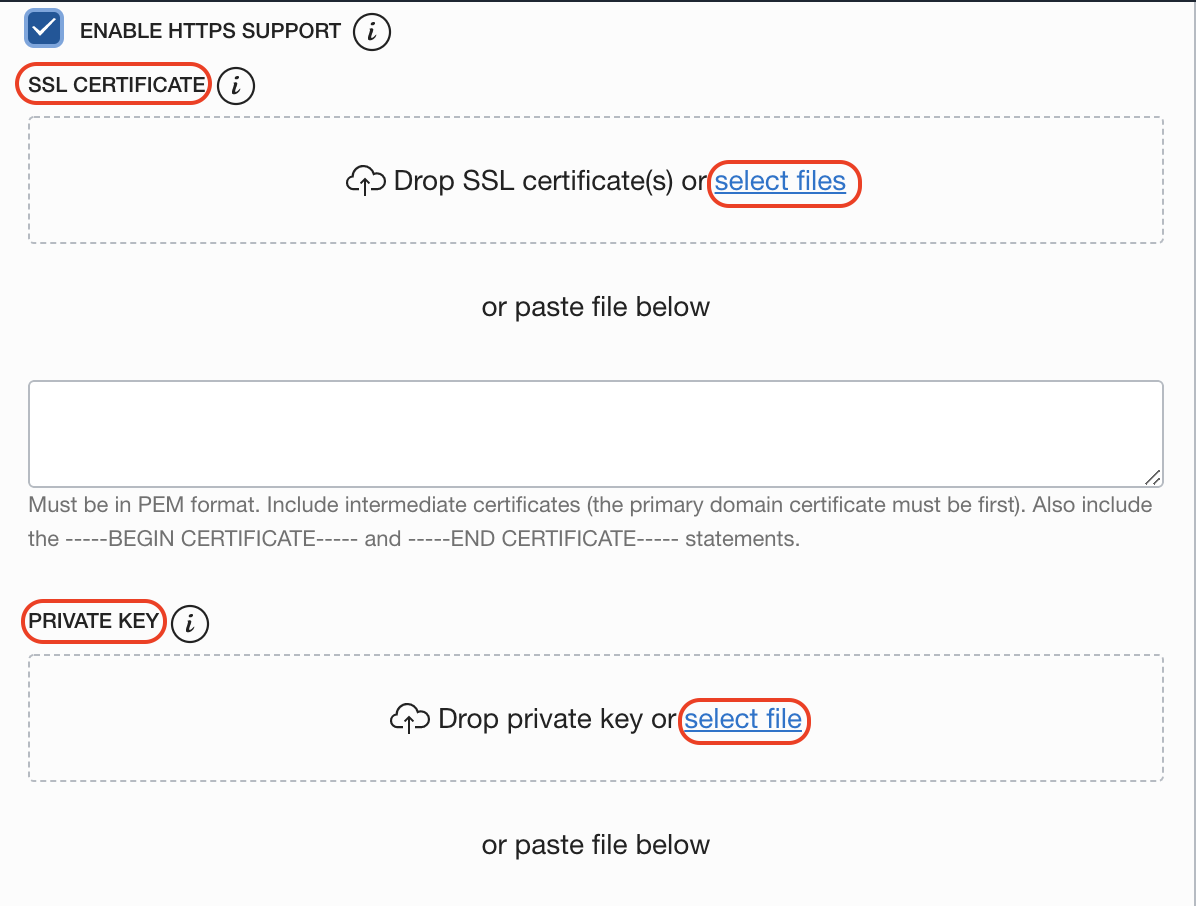 ENABLE HTTPS SUPPORT i
SSL CERTIFICATE i
Drop SSL certificate(s) or select files
or paste file below
Must be in PEM format. Include intermediate certificates (the primary domain certificate must be first). Also include
the -----BEGIN CERTIFICATE----- and -----END CERTIFICATE----- statements.
PRIVATE KEY i
Drop private key or select file
or paste file below